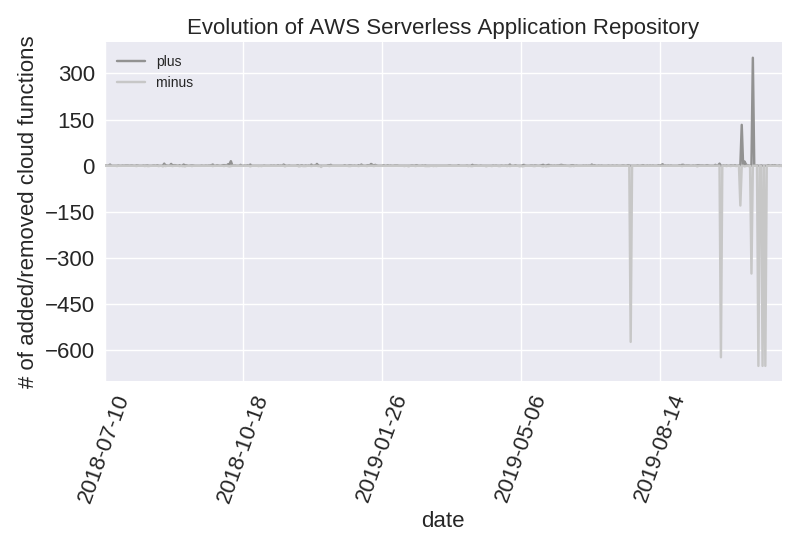 Evolution of AWS Serverless Application Repository
# of added/removed cloud functions
plus
minus
300
150
0
−150
−300
−450
−600
2018-07-10
2018-10-18
2019-01-26
2019-05-06
2019-08-14
date